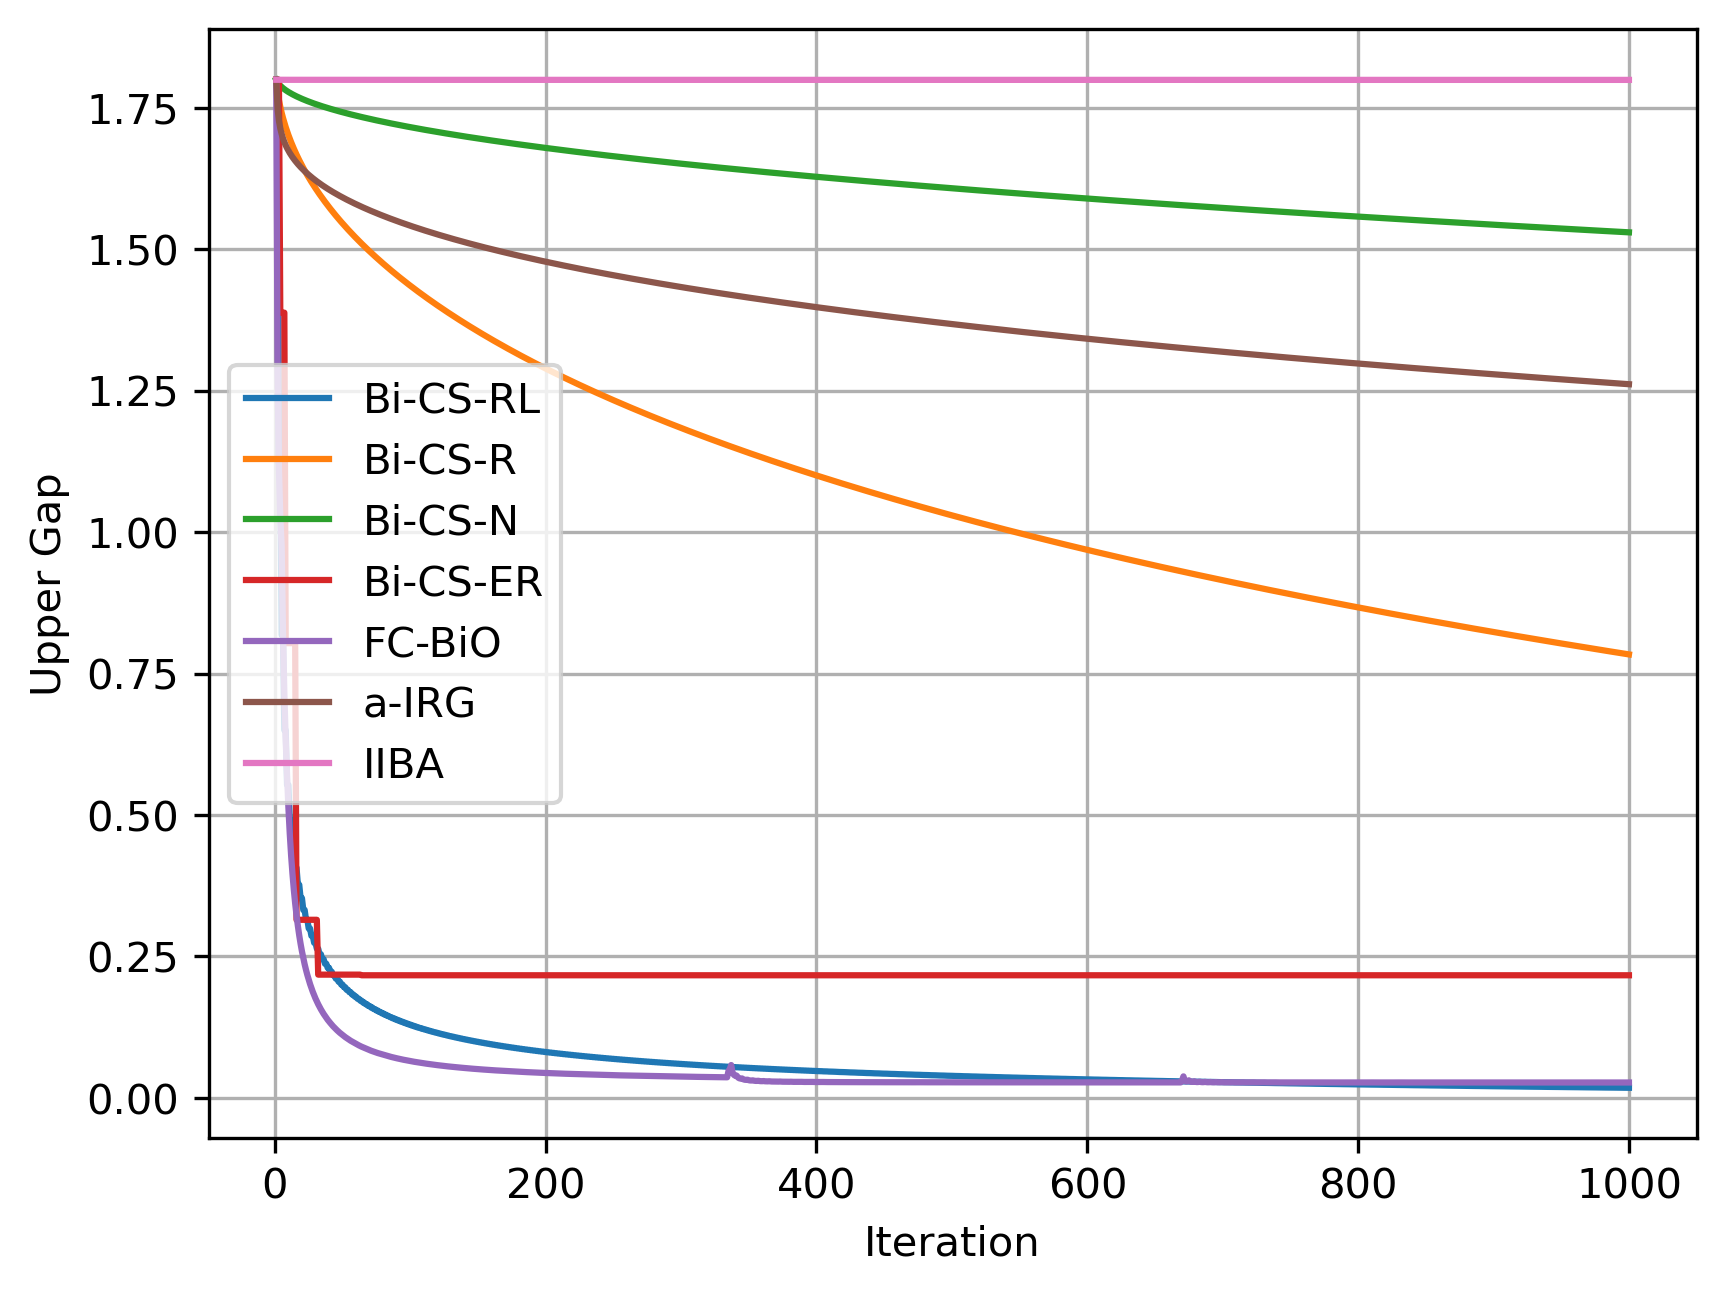 1.75
1.50
1.25
1.00
0.75
0.50
0.25
0.00
Upper Gap
Bi-CS-RL
Bi-CS-R
Bi-CS-N
Bi-CS-ER
FC-BiO
a-IRG
IIBA
0 200 400 600 800 1000
Iteration